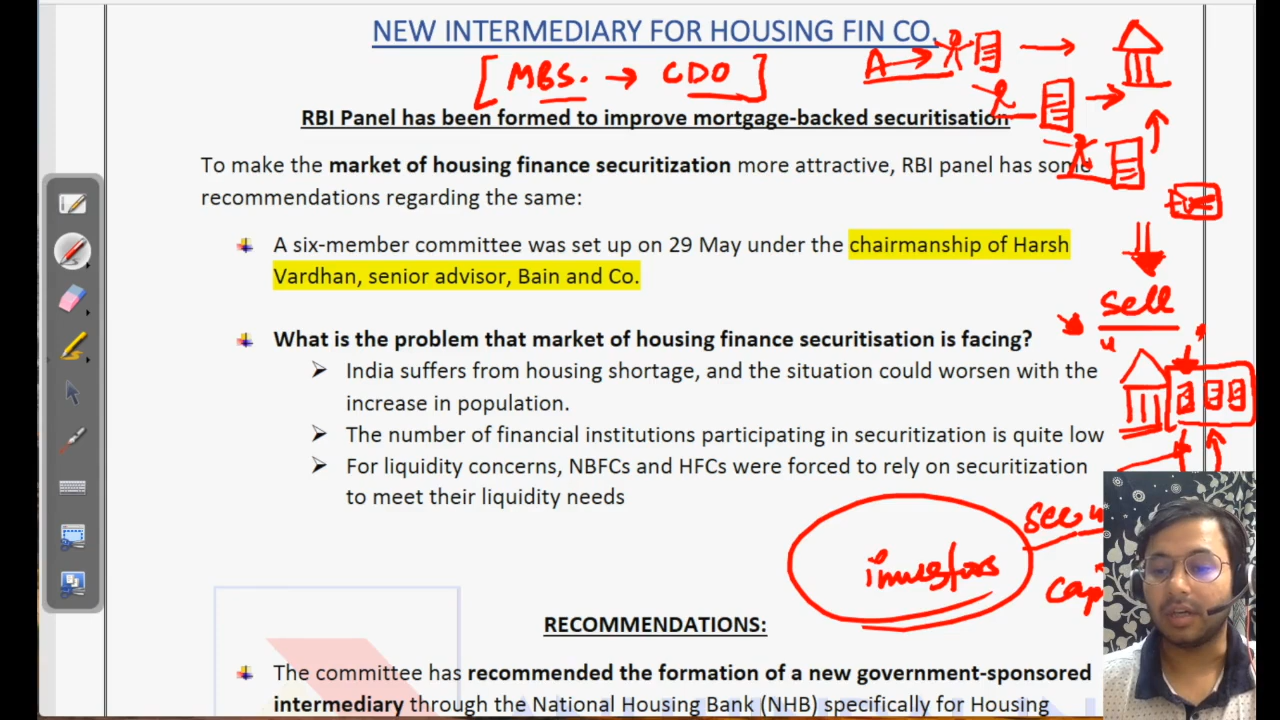 NEW INTERMEDIARY FOR HOUSING FIN CO.
[MBS. → CDO]
A →
RBI Panel has been formed to improve mortgage-backed securitisation
To make the market of housing finance securitization more attractive, RBI panel has some
recommendations regarding the same:
A six-member committee was set up on 29 May under the chairmanship of Harsh
Vardhan, senior advisor, Bain and Co.
Sell
What is the problem that market of housing finance securitisation is facing?
India suffers from housing shortage, and the situation could worsen with the
increase in population.
The number of financial institutions participating in securitization is quite low
For liquidity concerns, NBFCs and HFCs were forced to rely on securitization
to meet their liquidity needs
investors
cap
RECOMMENDATIONS:
The committee has recommended the formation of a new government-sponsored
intermediary through the National Housing Bank (NHB) specifically for Housing